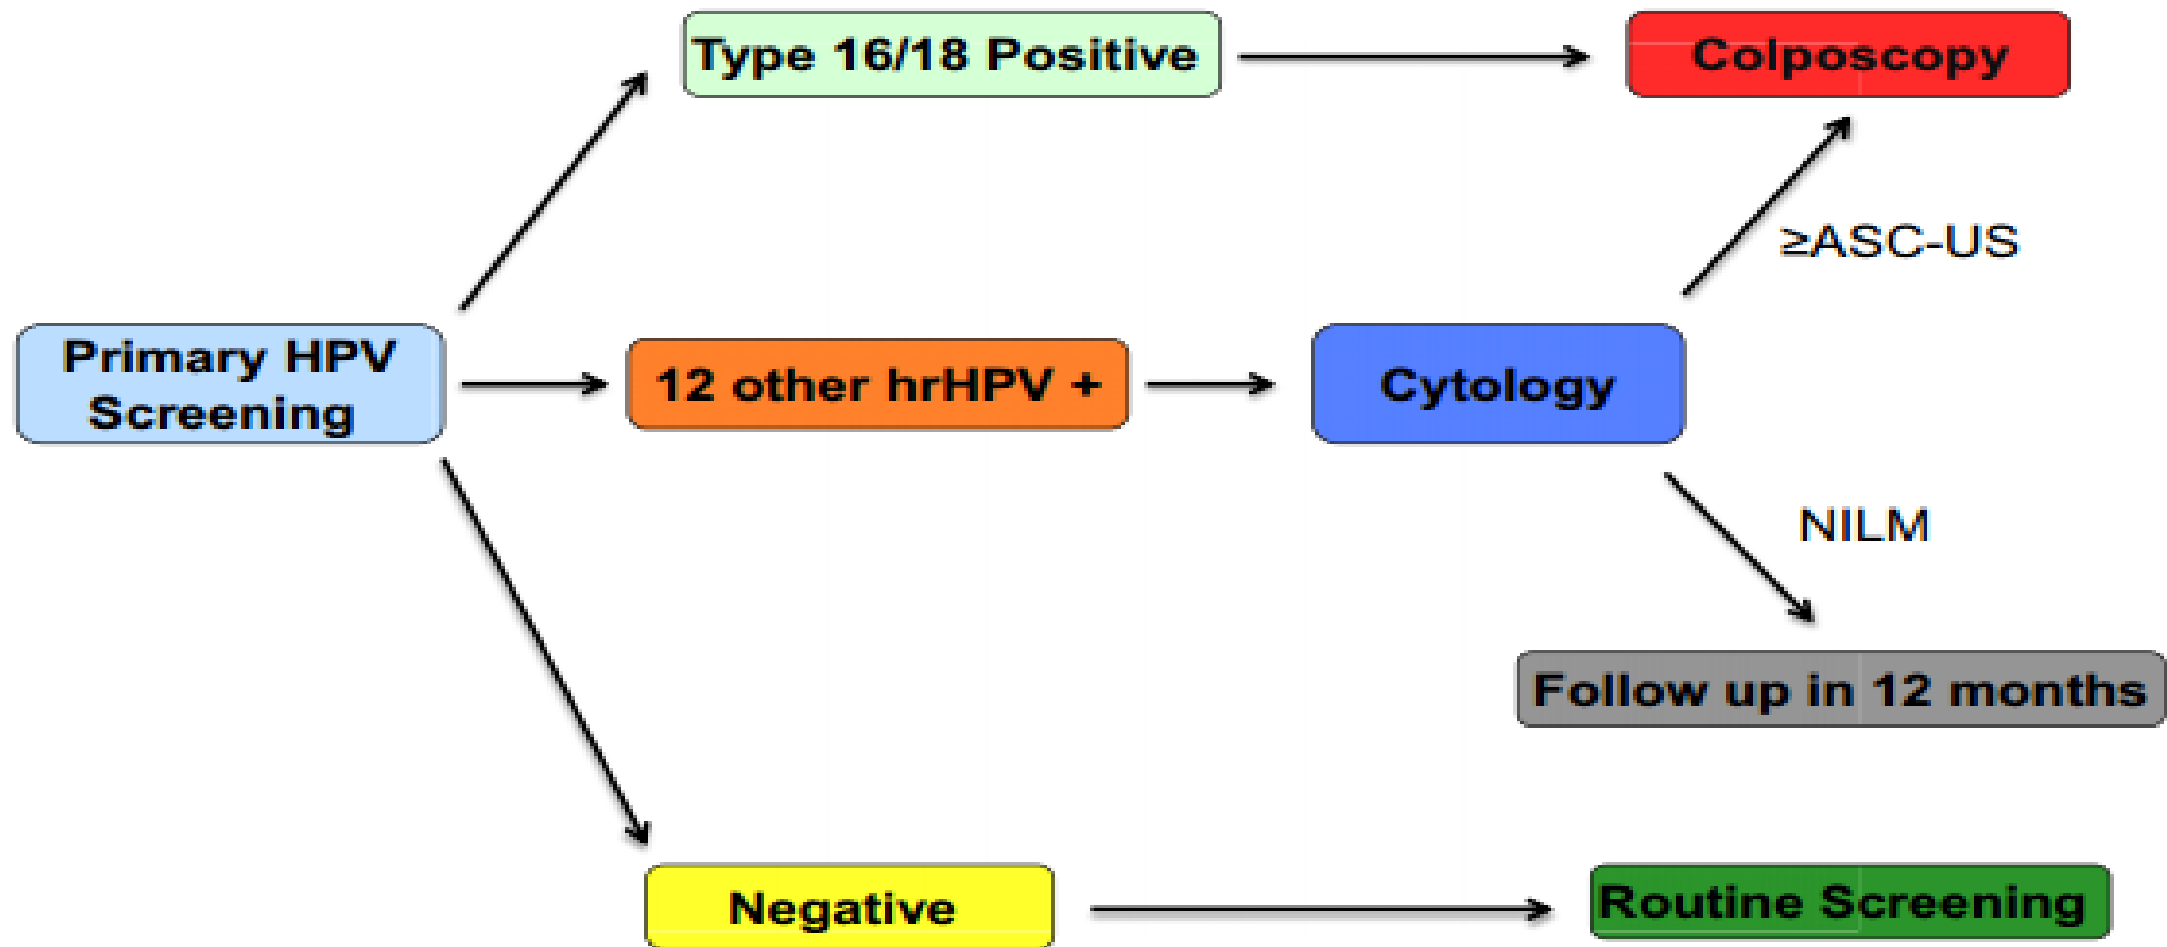 Type 16/18 Positive
Colposcopy
≥ASC-US
Primary HPV
Screening
12 other hrHPV +
Cytology
NILM
Follow up in 12 months
Negative
Routine Screening